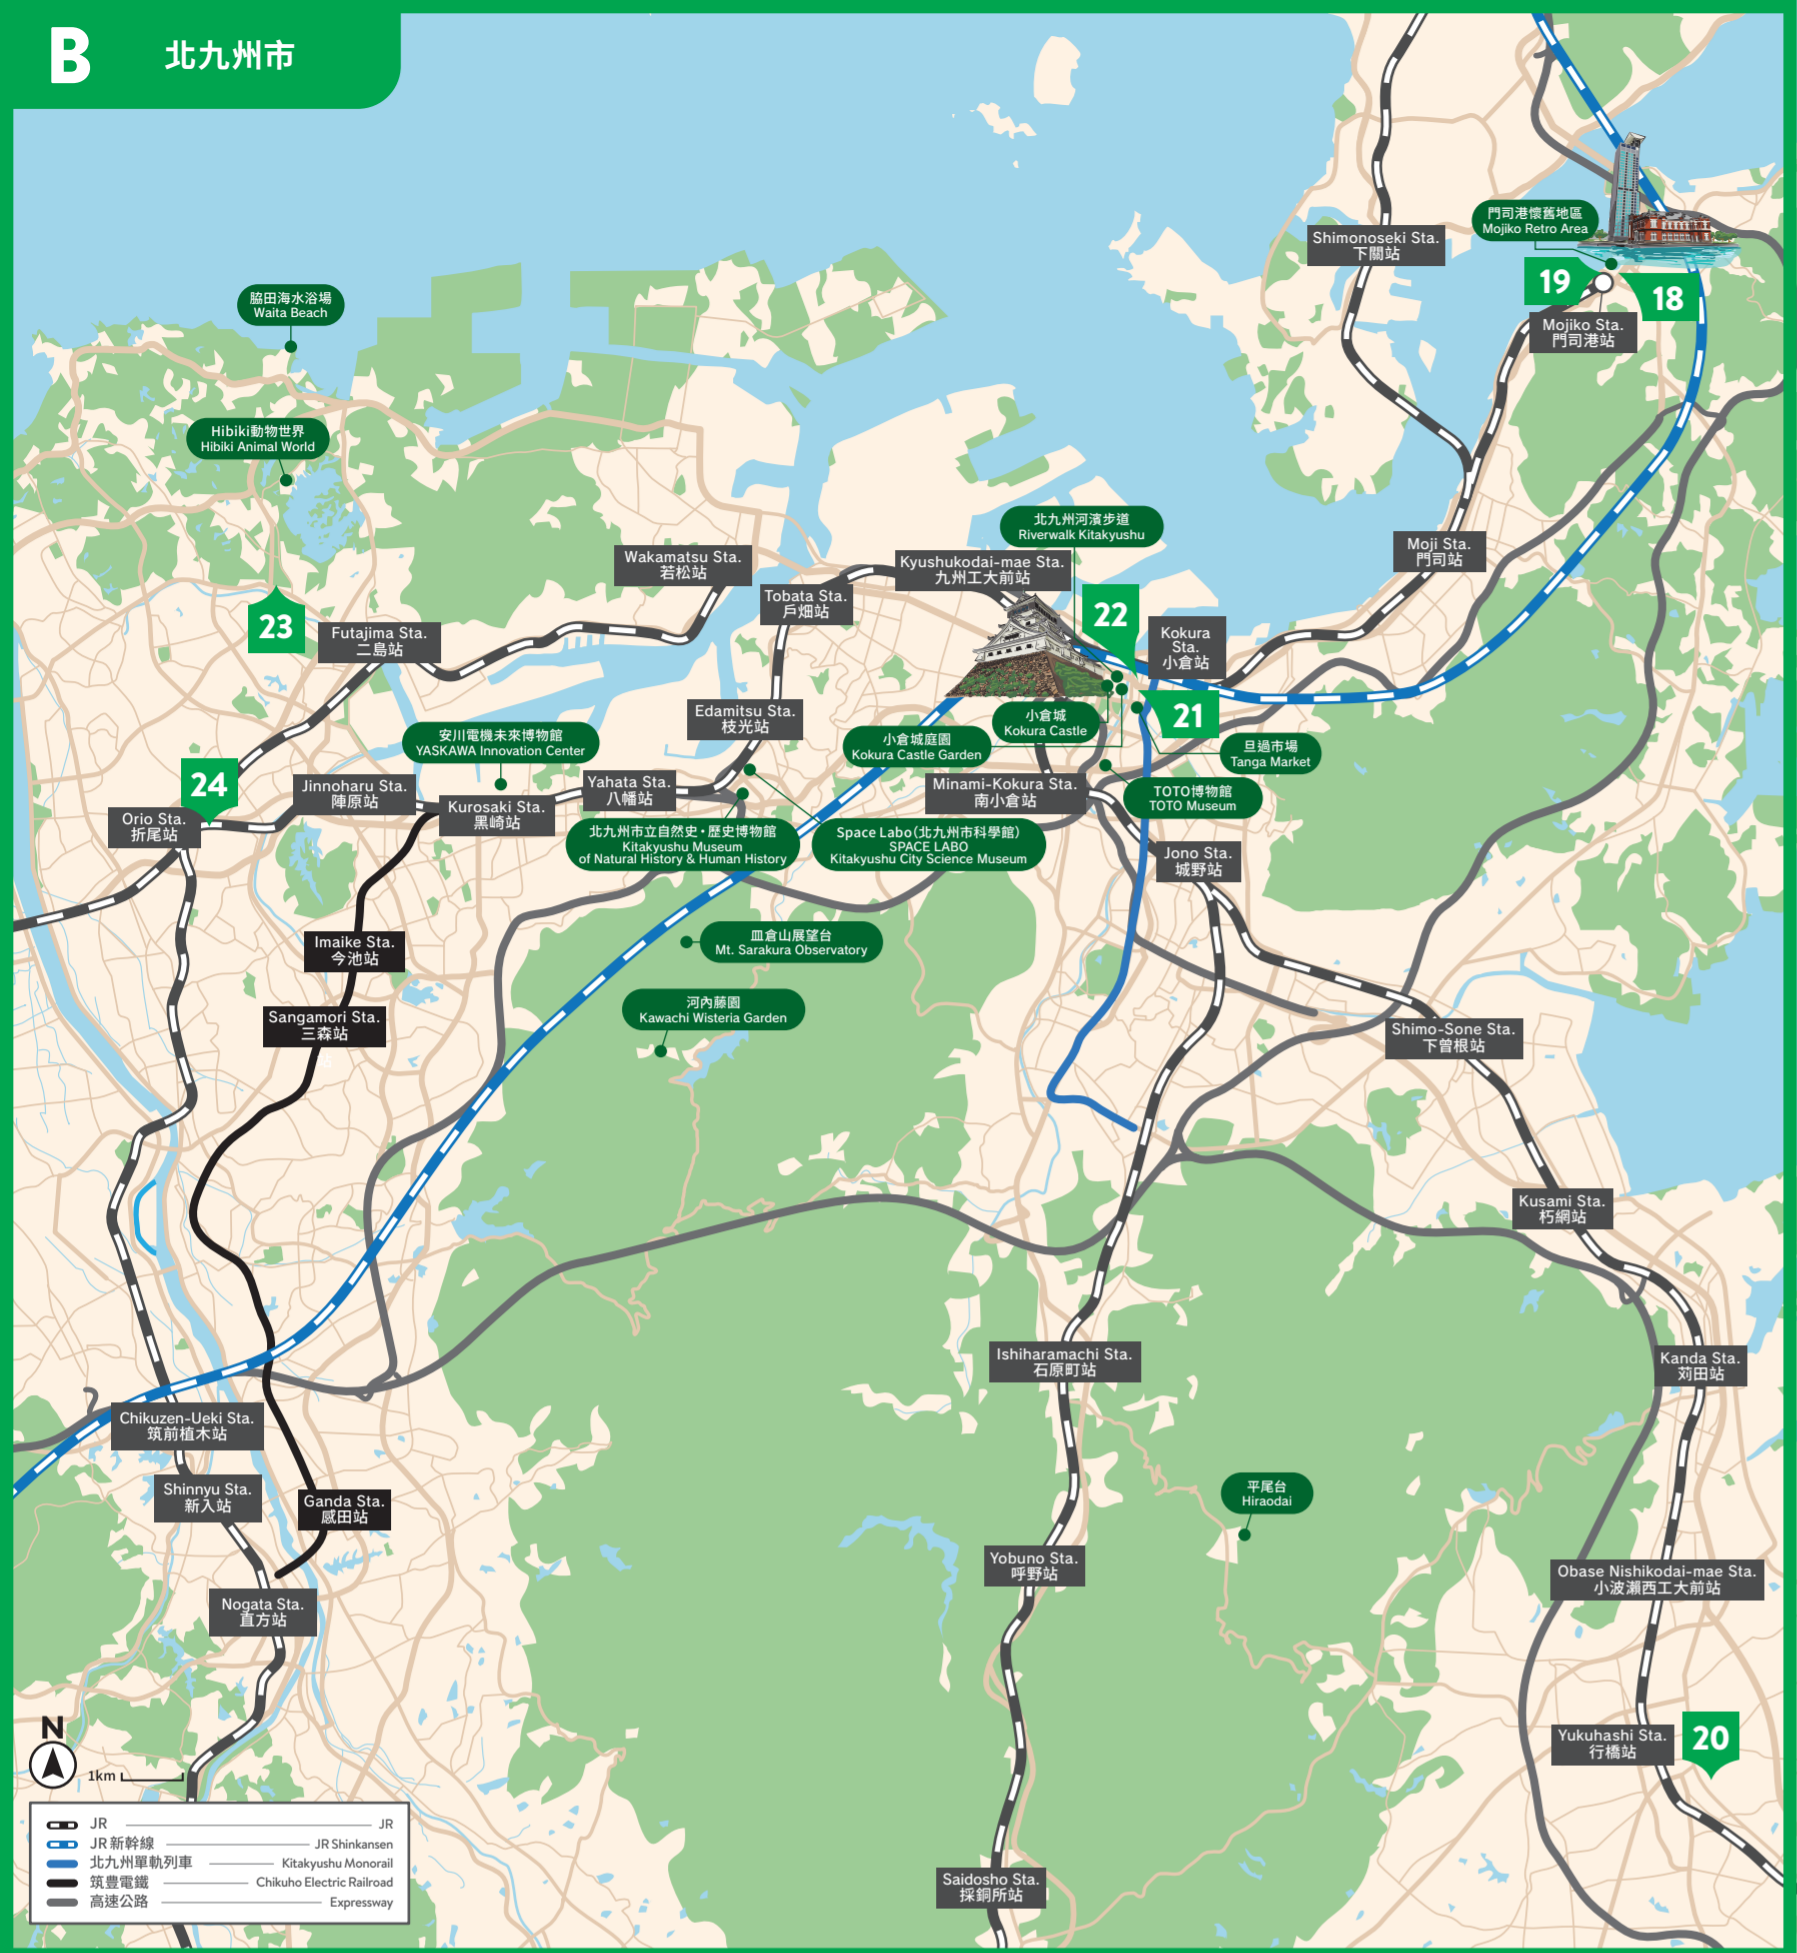 B 北九州市
Shimonoseki Sta.
下關站
門司港懷舊地區
Mojiko Retro Area
19
18
Mojiko Sta.
門司港站
脇田海水浴場
Waita Beach
Hibiki動物世界
Hibiki Animal World
北九州河濱步道
Riverwalk Kitakyushu
Moji Sta.
門司站
Wakamatsu Sta.
若松站
Kyushukodai-mae Sta.
九州工大前站
Tobata Sta.
戶畑站
22
23
Futajima Sta.
二島站
Kokura
Sta.
小倉站
Edamitsu Sta.
枝光站
小倉城
Kokura Castle
21
安川電機未來博物館
YASKAWA Innovation Center
小倉城庭園
Kokura Castle Garden
旦過市場
Tanga Market
24
Jinnoharu Sta.
陣原站
Yahata Sta.
八幡站
Minami-Kokura Sta.
南小倉站
TOTO博物館
TOTO Museum
Kurosaki Sta.
黑崎站
Orio Sta.
折尾站
北九州市立自然史・歷史博物館
Kitakyushu Museum
of Natural History & Human History
Space Labo（北九州市科學館）
SPACE LABO
Kitakyushu City Science Museum
Jono Sta.
城野站
皿倉山展望台
Mt. Sarakura Observatory
Imaike Sta.
今池站
河內藤園
Kawachi Wisteria Garden
Sangamori Sta.
三森站
Shimo-Sone Sta.
下曾根站
Kusami Sta.
朽網站
Ishiharamachi Sta.
石原町站
Kanda Sta.
苅田站
Chikuzen-Ueki Sta.
筑前植木站
Shinnyu Sta.
新入站
Ganda Sta.
感田站
平尾台
Hiraodai
Yobuno Sta.
呼野站
Obase Nishikodai-mae Sta.
小波瀨西工大前站
Nogata Sta.
直方站
Yukuhashi Sta.
行橋站
20
N
1km
JR JR
JR新幹線 JR Shinkansen
北九州單軌列車 Kitakyushu Monorail
筑豐電鐵 Chikuho Electric Railroad
高速公路 Expressway
Saidosho Sta.
採銅所站